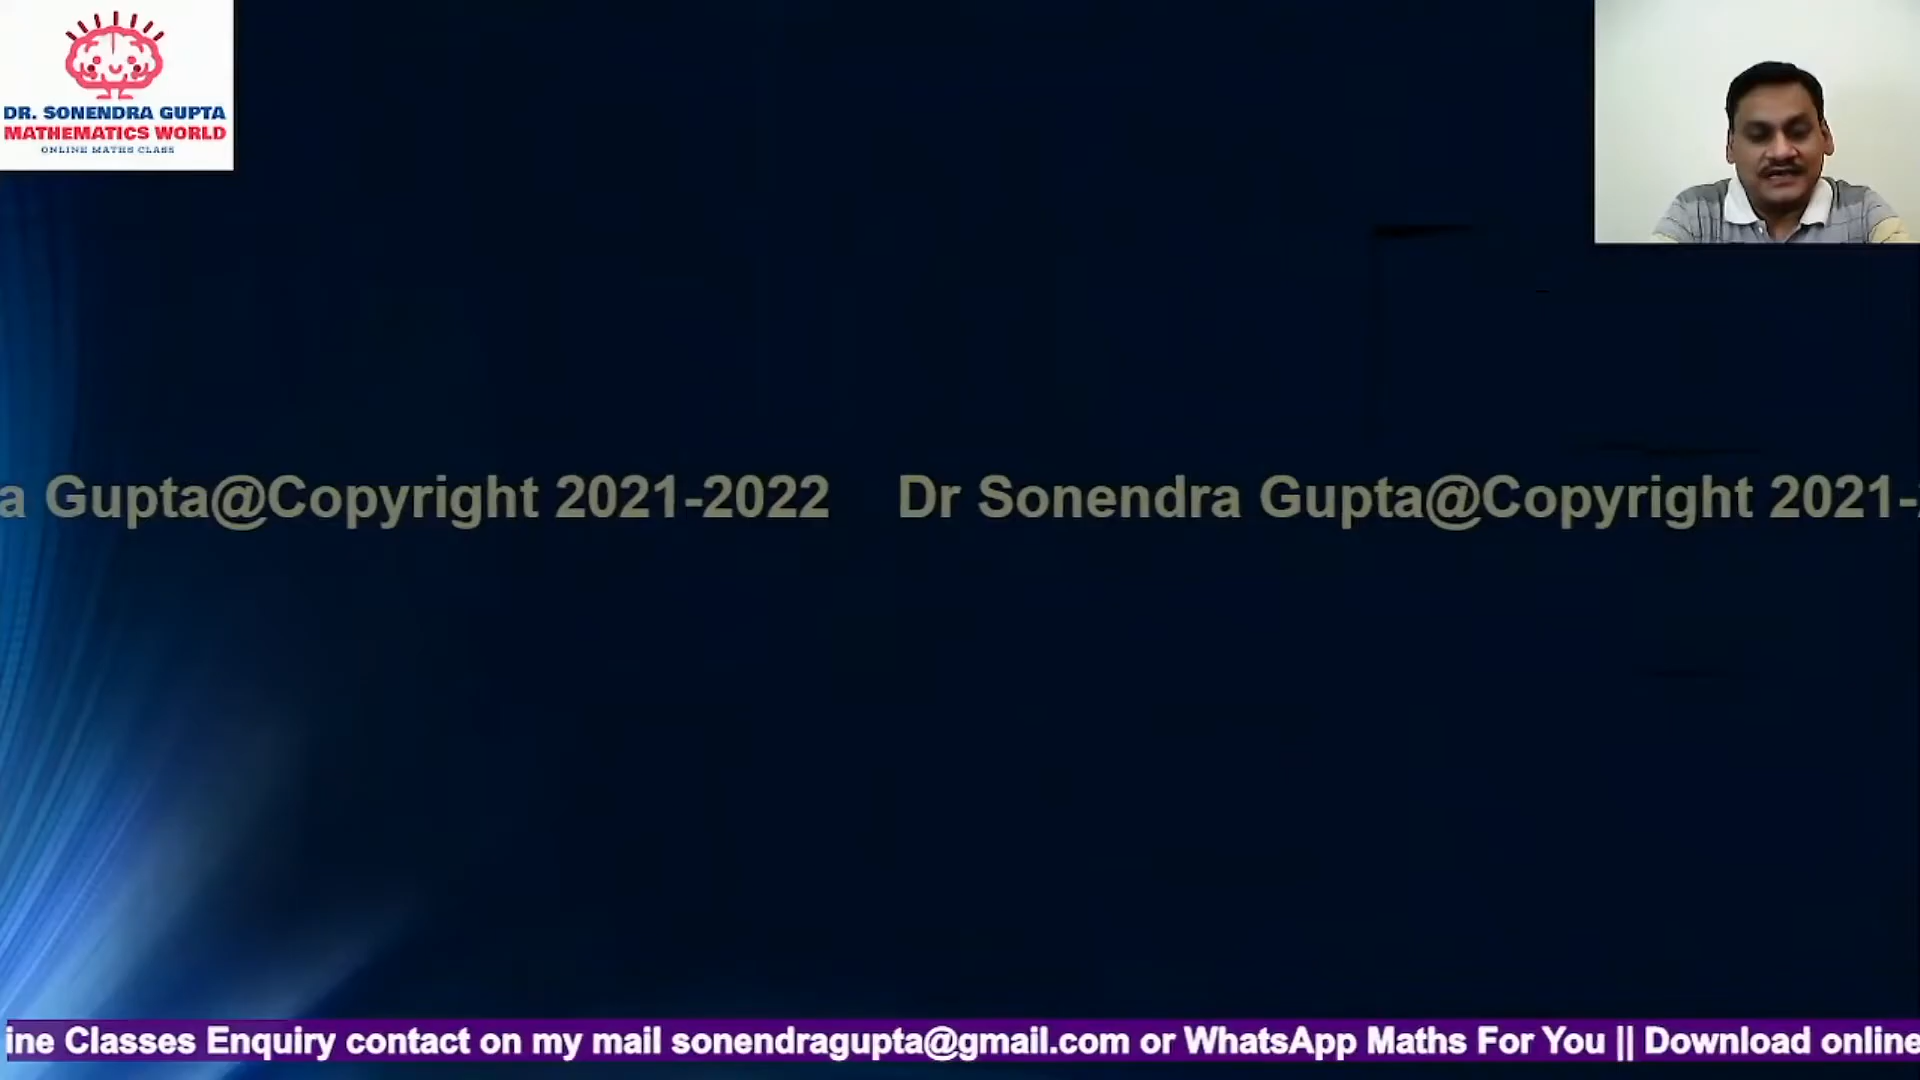 DR. SONENDRA GUPTA
MATHEMATICS WORLD
ONLINE MATHS CLASS
a Gupta@Copyright 2021-2022 Dr Sonendra Gupta@Copyright 2021-
ine Classes Enquiry contact on my mail sonendragupta@gmail.com or WhatsApp Maths For You || Download online